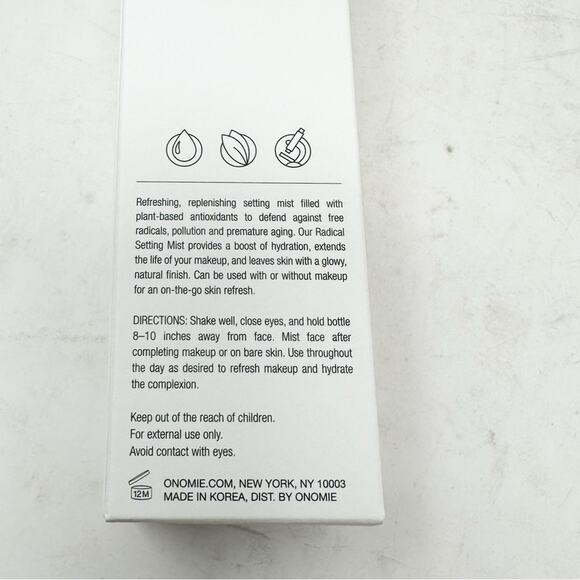 Refreshing, replenishing setting mist filled with
plant-based antioxidants to defend against free
radicals, pollution and premature aging. Our Radical
Setting Mist provides a boost of hydration, extends
the life of your makeup, and leaves skin with a glowy,
natural finish. Can be used with or without makeup
for an on-the-go skin refresh.
DIRECTIONS: Shake well, close eyes, and hold bottle
8–10 inches away from face. Mist face after
completing makeup or on bare skin. Use throughout
the day as desired to refresh makeup and hydrate
the complexion.
Keep out of the reach of children.
For external use only.
Avoid contact with eyes.
12M
ONOMIE.COM, NEW YORK, NY 10003
MADE IN KOREA, DIST. BY ONOMIE